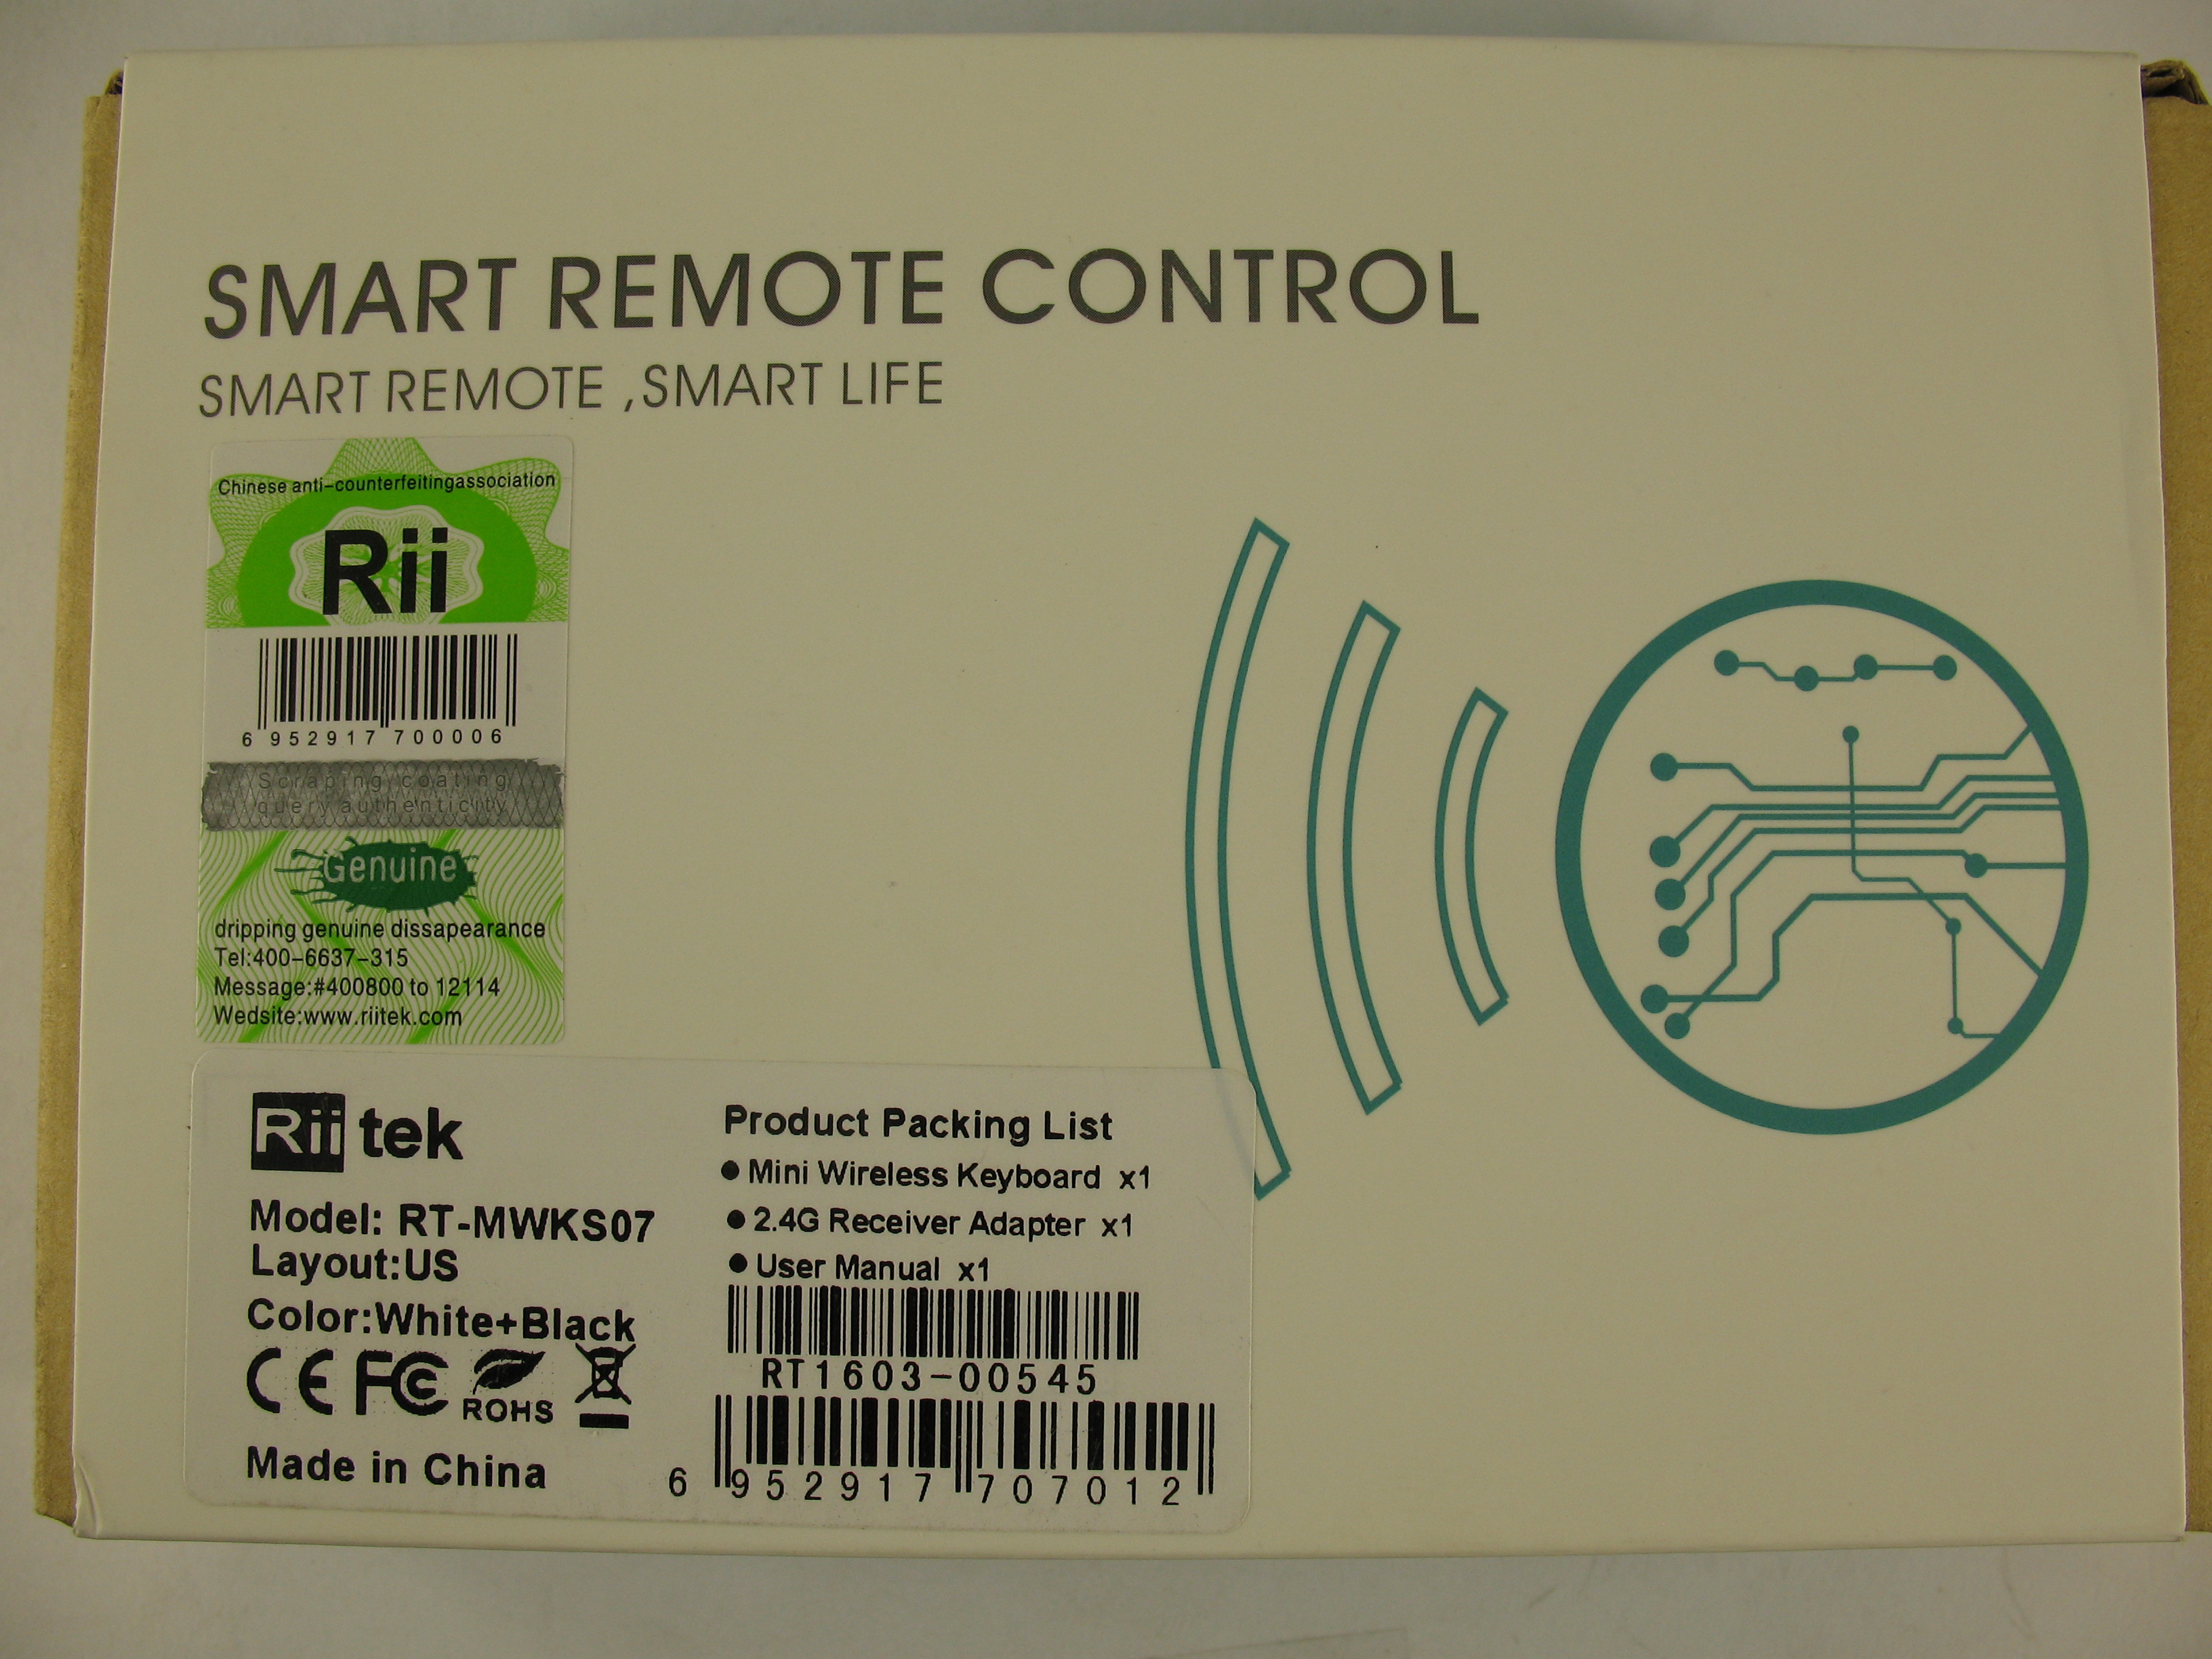 SMART REMOTE CONTROL
SMART REMOTE ,SMART LIFE
Chinese anti-counterfeitingassociation
Rii
6 952917 700006
Scraping coating
query authenticity
Genuine
dripping genuine dissapearance
Tel:400-6637-315
Message:#400800 to 12114
Wedsite:www.riitek.com
Rii tek
Model: RT-MWKS07
Layout:US
Color:White+Black
CE FC ROHS
Made in China
Product Packing List
● Mini Wireless Keyboard x1
● 2.4G Receiver Adapter x1
● User Manual x1
RT1603-00545
6 952917 707012